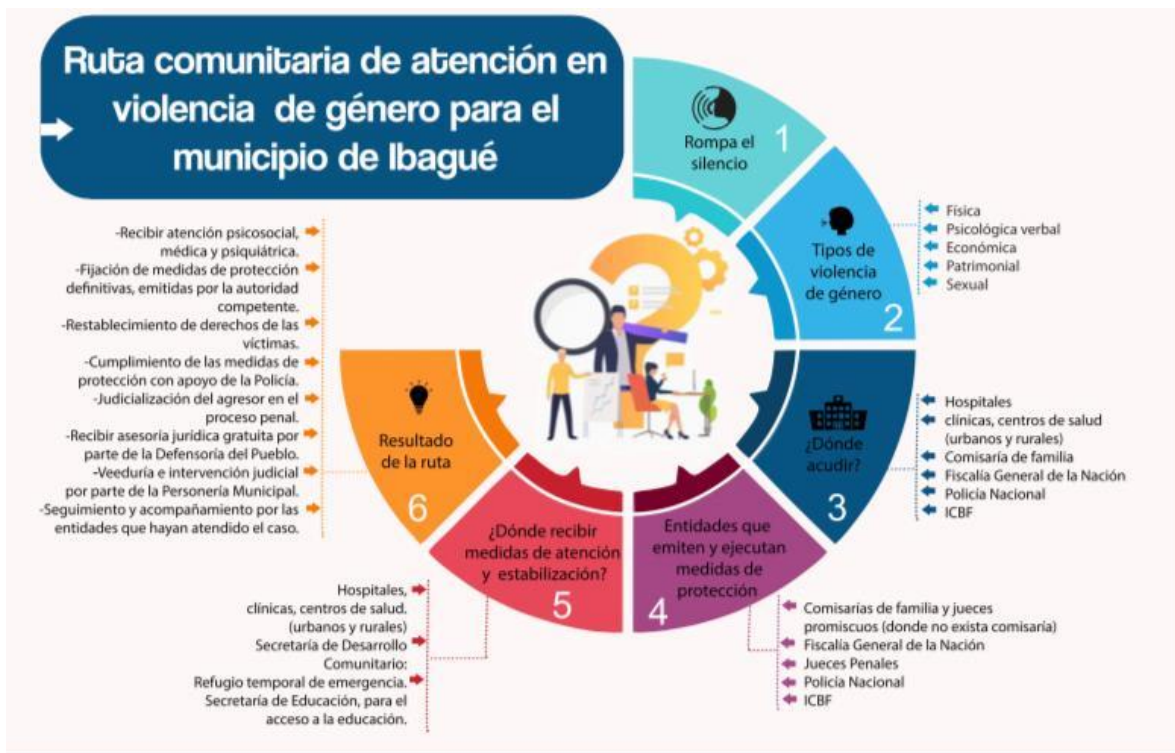 Ruta comunitaria de atención en
violencia de género para el
municipio de Ibagué
1
Rompa el
silencio
Tipos de
violencia
de género
2
Física
Psicológica verbal
Económica
Patrimonial
Sexual
¿Dónde
acudir?
3
Hospitales
clínicas, centros de salud
(urbanos y rurales)
Comisaría de familia
Fiscalía General de la Nación
Policía Nacional
ICBF
Entidades que
emiten y ejecutan
medidas de
protección
4
Comisarías de familia y jueces
promiscuos (donde no exista comisaría)
Fiscalía General de la Nación
Jueces Penales
Policía Nacional
ICBF
¿Dónde recibir
medidas de atención
y estabilización?
5
Hospitales,
clínicas, centros de salud.
(urbanos y rurales)
Secretaría de Desarrollo
Comunitario:
Refugio temporal de emergencia.
Secretaría de Educación, para el
acceso a la educación.
Resultado
de la ruta
6
-Recibir atención psicosocial,
médica y psiquiátrica.
-Fijación de medidas de protección
definitivas, emitidas por la autoridad
competente.
-Restablecimiento de derechos de las
víctimas.
-Cumplimiento de las medidas de
protección con apoyo de la Policía.
-Judicialización del agresor en el
proceso penal.
-Recibir asesoría jurídica gratuita por
parte de la Defensoría del Pueblo.
-Veeduría e intervención judicial
por parte de la Personería Municipal.
-Seguimiento y acompañamiento por las
entidades que hayan atendido el caso.